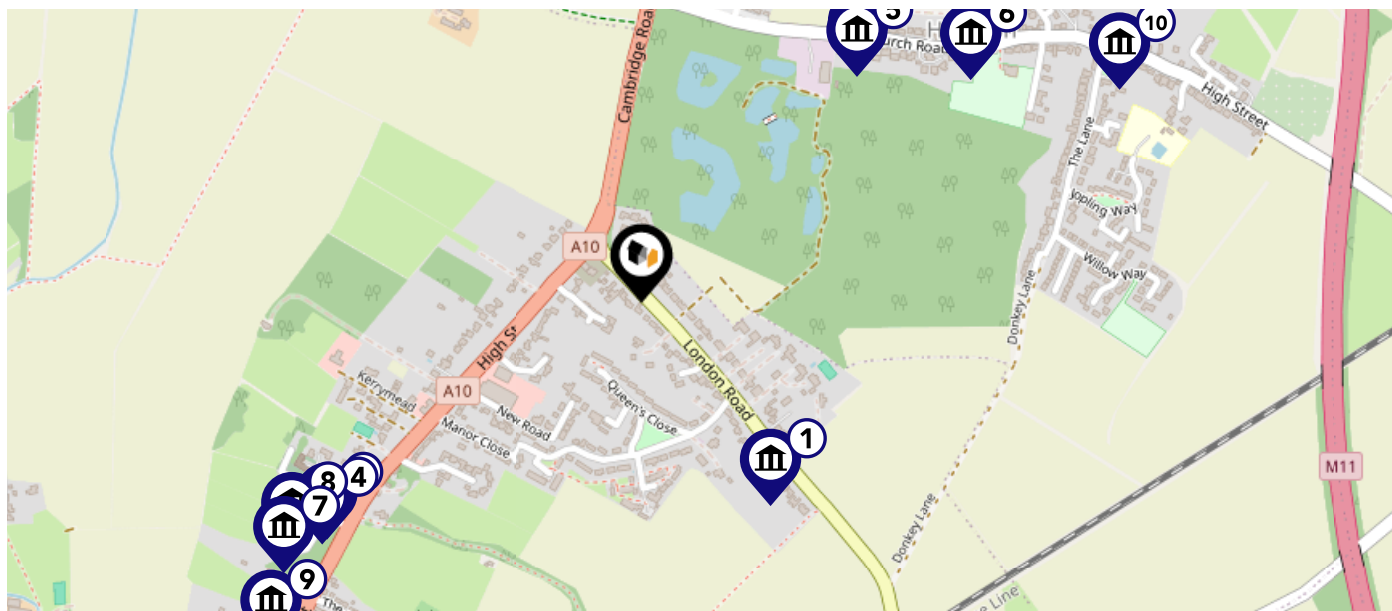 5
6
10
Church Road
High Street
Cambridge Road
The Lane
Jopling Way
A10
Willow Way
Donkey Lane
High St
London Road
Kerrymead
A10
Queen's Close
New Road
Manor Close
1
M11
8
4
7
Donkey Lane
9
The
Line